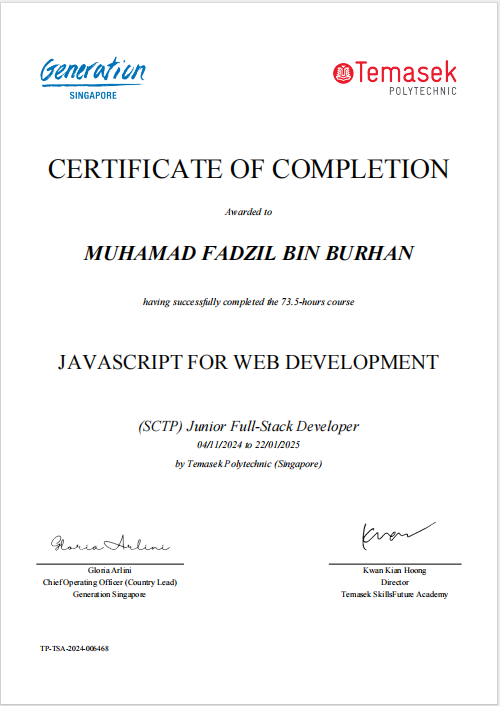 Generation
SINGAPORE
Temasek
POLYTECHNIC
CERTIFICATE OF COMPLETION
Awarded to
MUHAMAD FADZIL BIN BURHAN
having successfully completed the 73.5-hours course
JAVASCRIPT FOR WEB DEVELOPMENT
(SCTP) Junior Full-Stack Developer
04/11/2024 to 22/01/2025
by Temasek Polytechnic (Singapore)
Gloria Arlini
Kwan
Gloria Arlini
Chief Operating Officer (Country Lead)
Generation Singapore
Kwan Kian Hoong
Director
Temasek SkillsFuture Academy
TP-TSA-2024-006468